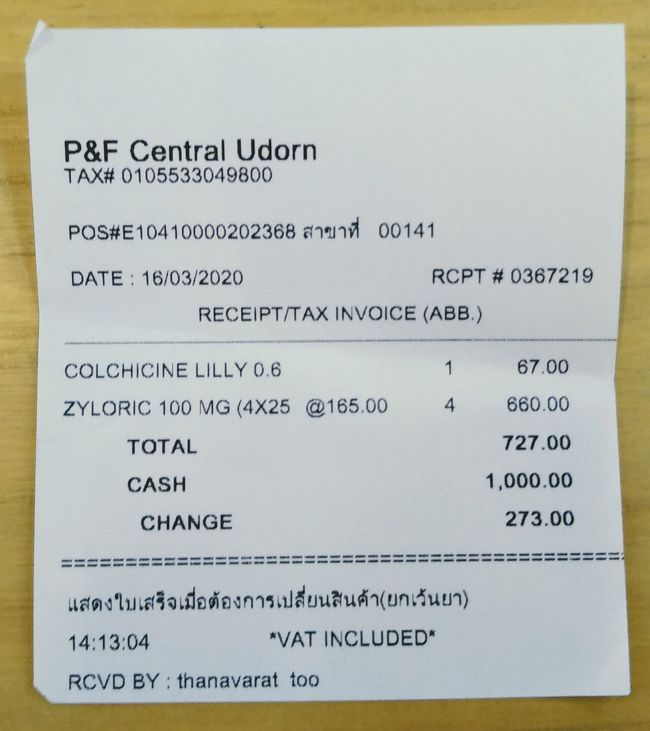 P&F Central Udorn
TAX# 0105533049800
POS#E10410000202368 สาขาที่ 00141
DATE : 16/03/2020 RCPT # 0367219
RECEIPT/TAX INVOICE (ABB.)
COLCHICINE LILLY 0.6 1 67.00
ZYLORIC 100 MG (4X25 @165.00 4 660.00
TOTAL 727.00
CASH 1,000.00
CHANGE 273.00
แสดงใบเสร็จเมื่อต้องการเปลี่ยนสินค้า(ยกเว้นยา)
14:13:04 *VAT INCLUDED*
RCVD BY : thanavarat too